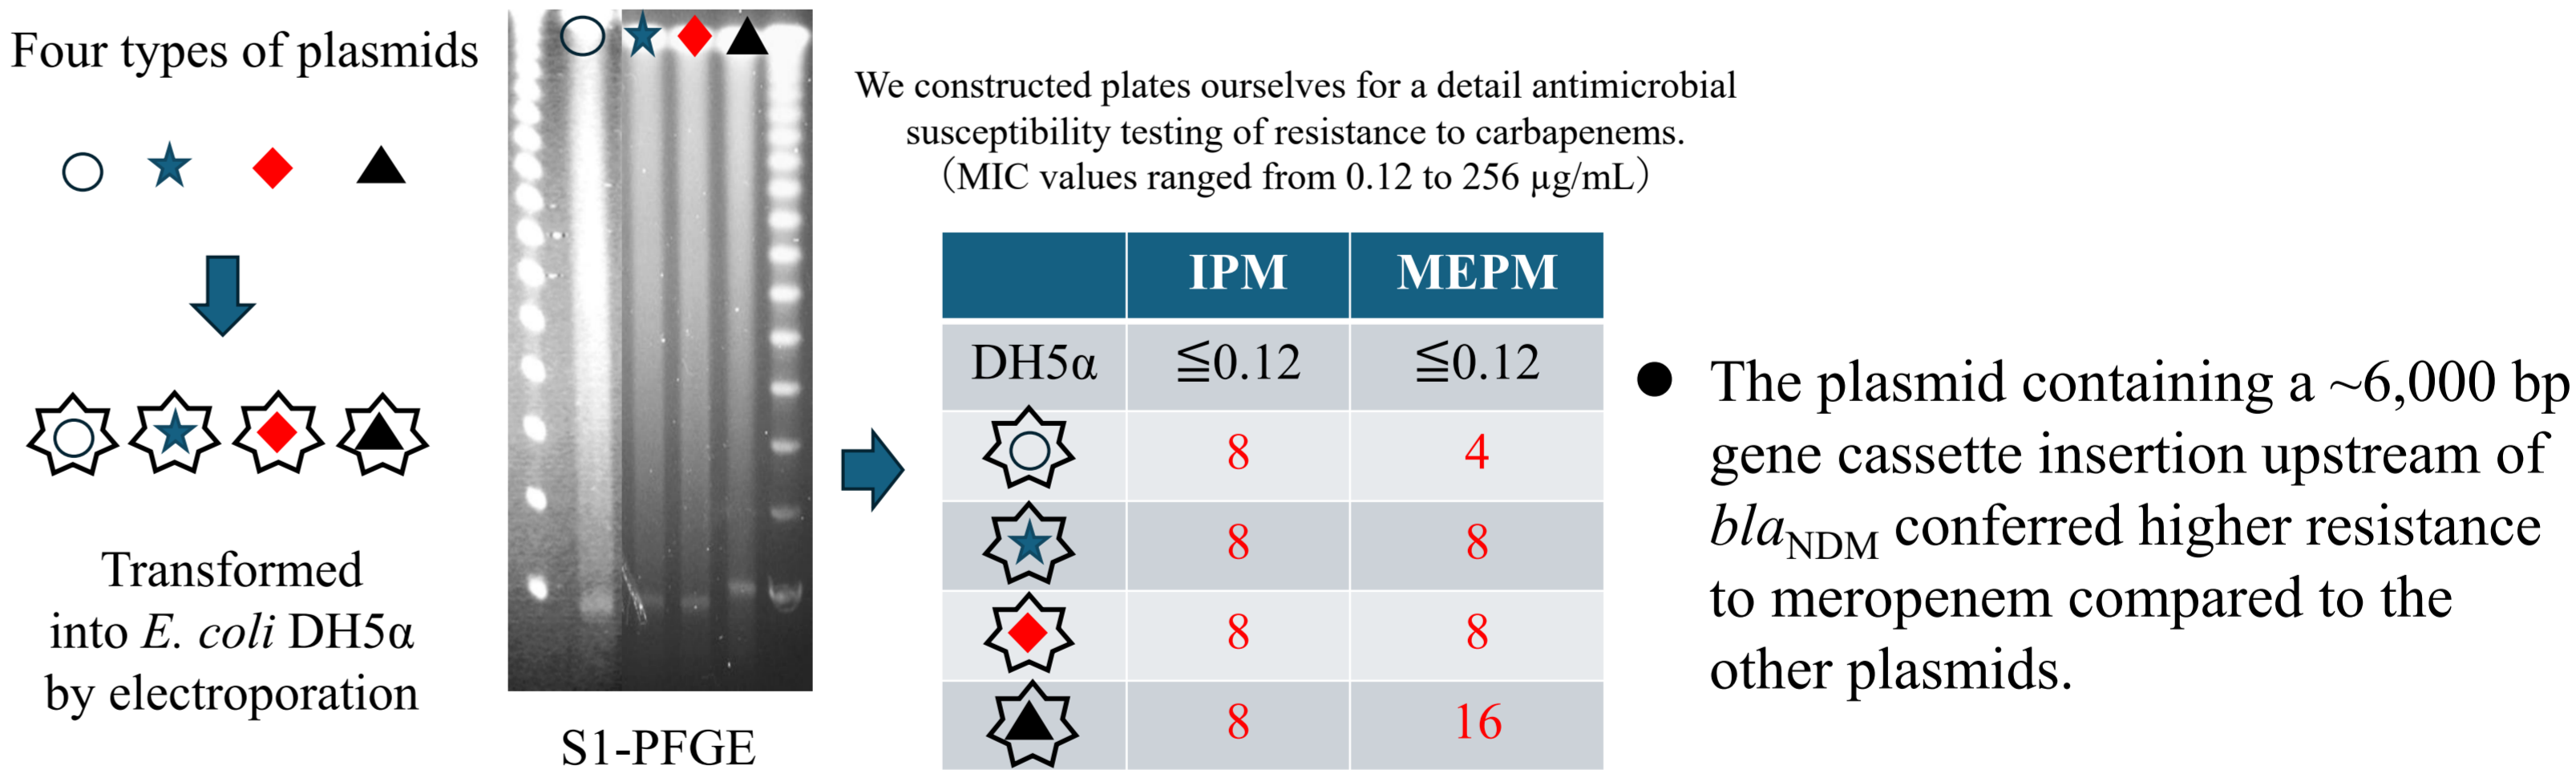 Four types of plasmids
Transformed
into E. coli DH5α
by electroporation
S1-PFGE
We constructed plates ourselves for a detail antimicrobial
susceptibility testing of resistance to carbapenems.
（MIC values ranged from 0.12 to 256 µg/mL）
IPM MEPM
DH5α ≦0.12 ≦0.12
8 4
8 8
8 8
8 16
● The plasmid containing a ~6,000 bp
gene cassette insertion upstream of
blaNDM conferred higher resistance
to meropenem compared to the
other plasmids.